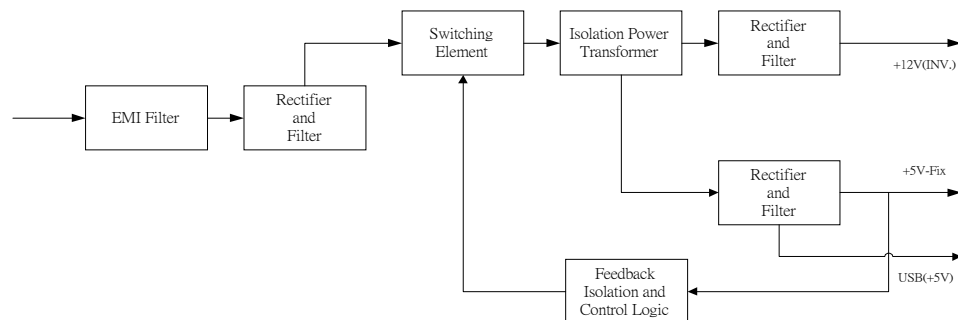 Switching
Element
Isolation Power
Transformer
Rectifier
and
Filter
+12V(INV.)
EMI Filter
Rectifier
and
Filter
Rectifier
and
Filter
+5V-Fix
USB(+5V)
Feedback
Isolation and
Control Logic